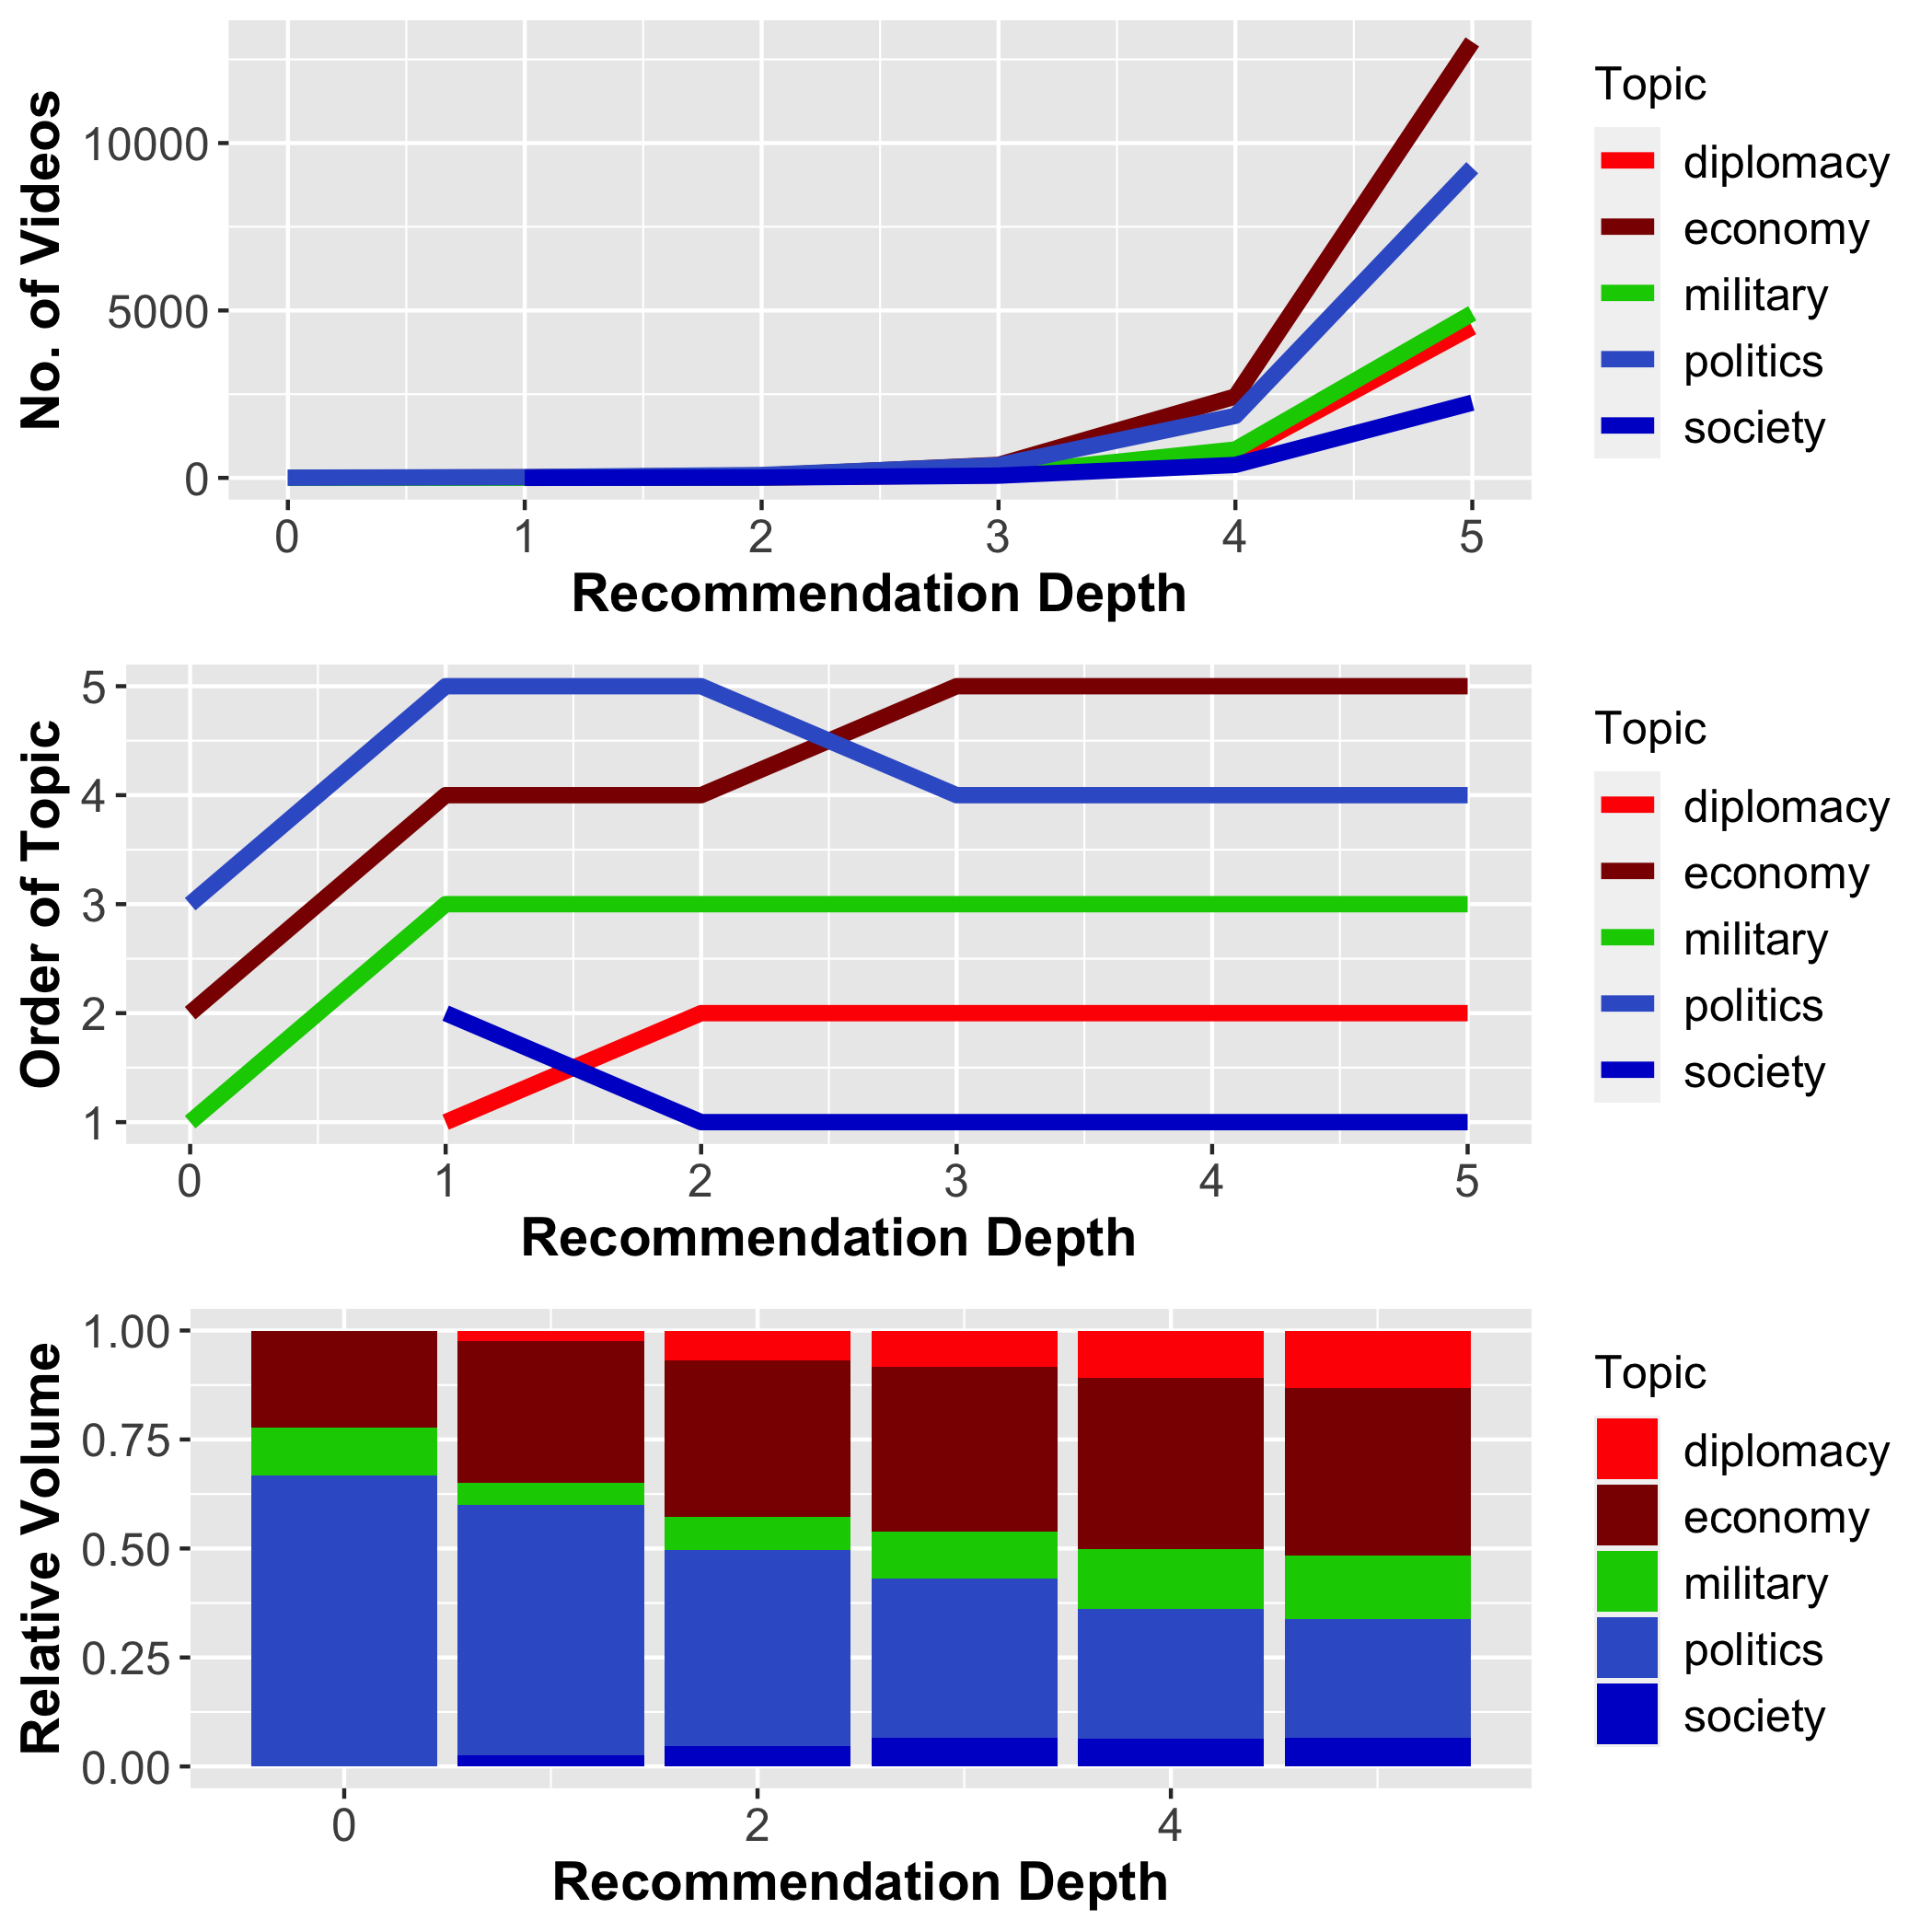 No. of Videos
10000
5000
0
0 1 2 3 4 5
Recommendation Depth
Topic
diplomacy
economy
military
politics
society
Order of Topic
5
4
3
2
1
0 1 2 3 4 5
Recommendation Depth
Topic
diplomacy
economy
military
politics
society
Relative Volume
1.00
0.75
0.50
0.25
0.00
0 2 4
Recommendation Depth
Topic
diplomacy
economy
military
politics
society